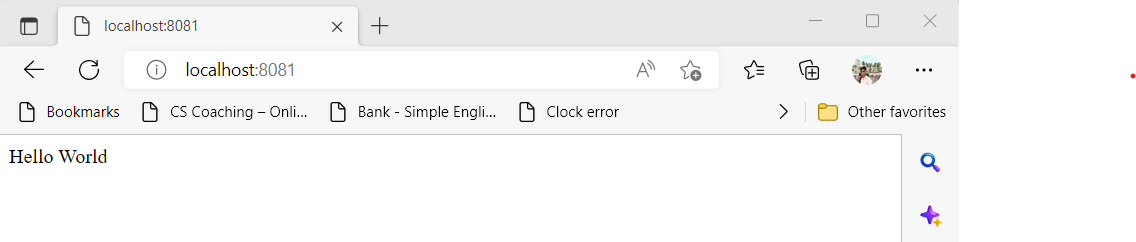 localhost:8081
localhost:8081
Bookmarks CS Coaching – Onli... Bank - Simple Engli... Clock error Other favorites
Hello World